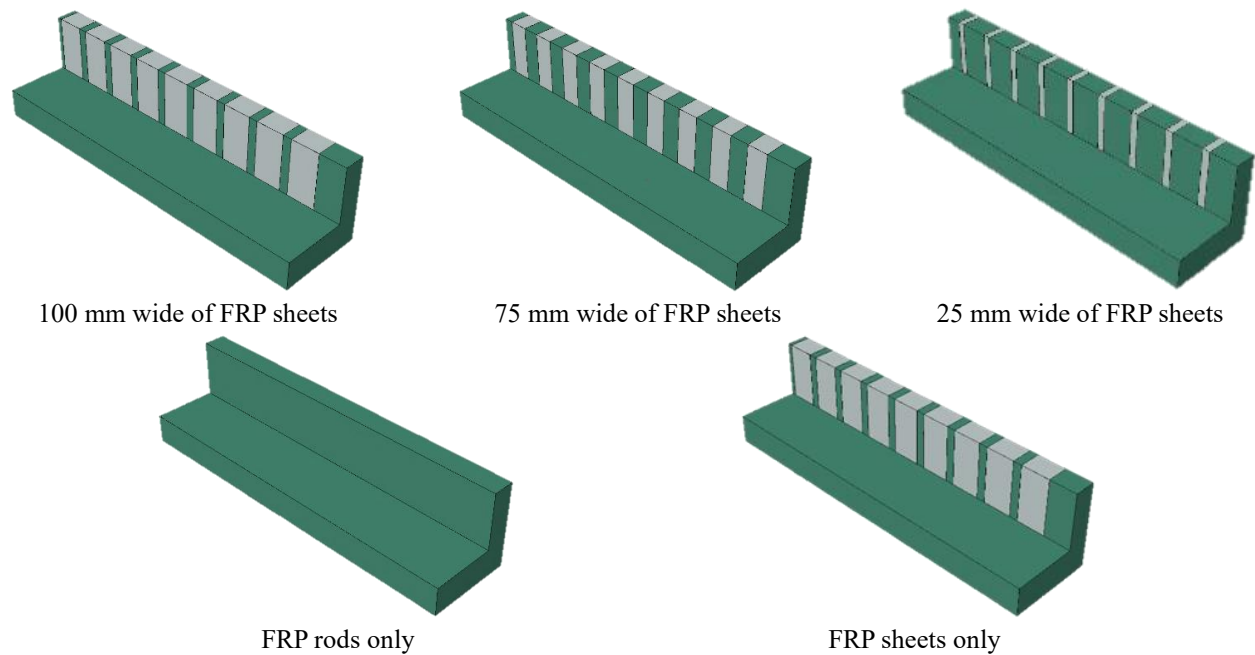 100 mm wide of FRP sheets
75 mm wide of FRP sheets
25 mm wide of FRP sheets
FRP rods only
FRP sheets only